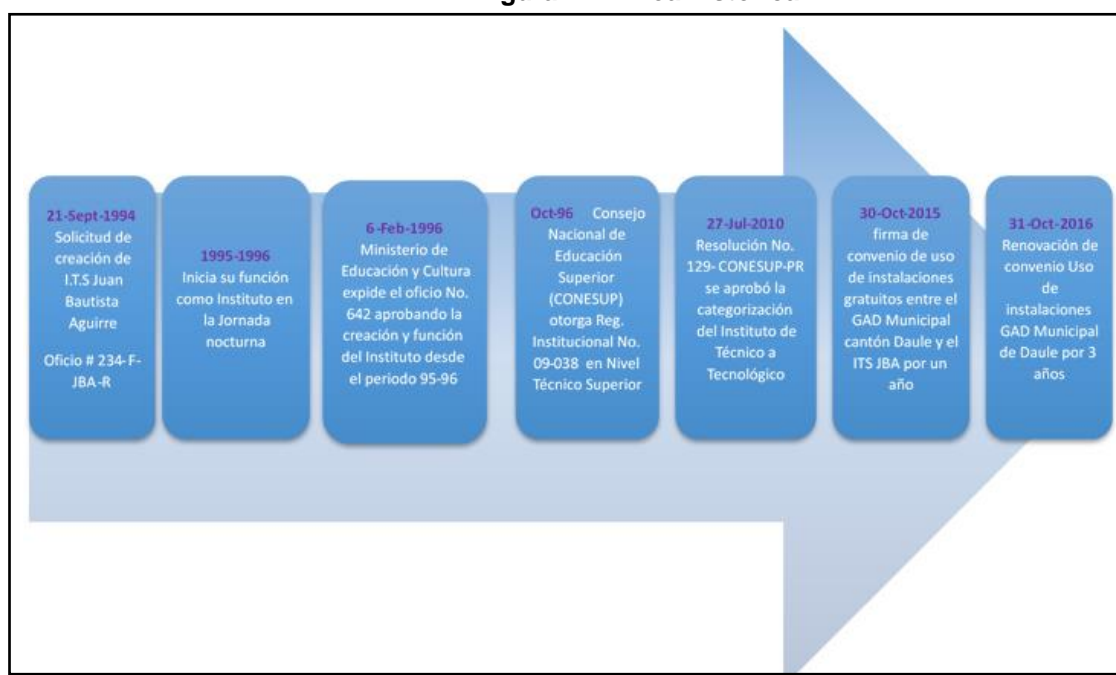 21-Sept-1994
Solicitud de
creación de
I.T.S Juan
Bautista
Aguirre
Oficio # 234- F-
JBA -R
1995-1996
Inicia su función
como Instituto en
la Jornada
nocturna
6-Feb-1996
Ministerio de
Educación y Cultura
expide el oficio No.
642 aprobando la
creación y función
del Instituto desde
el periodo 95-96
Oct-96 Consejo
Nacional de
Educación
Superior
(CONESUP)
otorga Reg.
Institucional No.
09-038 en Nivel
Técnico Superior
27-Jul-2010
Resolución No.
129- CONESUP-PR
se aprobó la
categorización
del Instituto de
Técnico a
Tecnológico
30-Oct-2015
firma de
convenio de uso
de instalaciones
gratuitos entre el
GAD Municipal
cantón Daule y el
ITS JBA por un
año
31-Oct-2016
Renovación de
convenio Uso
de
instalaciones
GAD Municipal
de Daule por 3
años